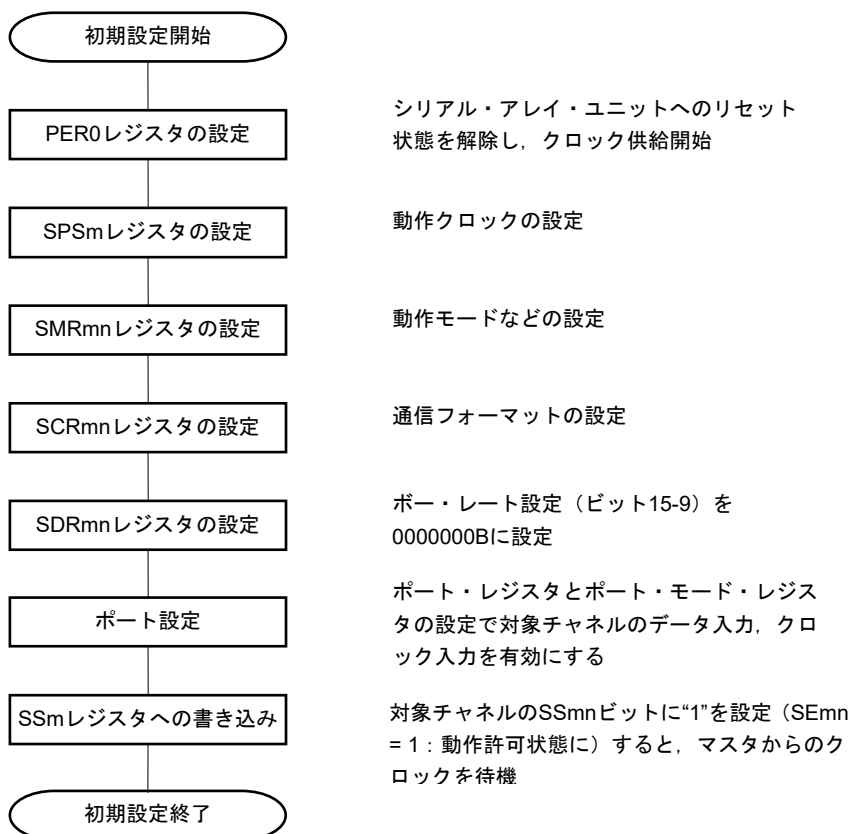 初期設定開始
PER0レジスタの設定
シリアル・アレイ・ユニットへのリセット
状態を解除し，クロック供給開始
SPSmレジスタの設定
動作クロックの設定
SMRmnレジスタの設定
動作モードなどの設定
SCRmnレジスタの設定
通信フォーマットの設定
SDRmnレジスタの設定
ボー・レート設定（ビット15-9）を
0000000Bに設定
ポート設定
ポート・レジスタとポート・モード・レジス
タの設定で対象チャネルのデータ入力，クロ
ック入力を有効にする
SSmレジスタへの書き込み
対象チャネルのSSmnビットに“1”を設定（SEmn
= 1：動作許可状態に）すると，マスタからのク
ロックを待機
初期設定終了